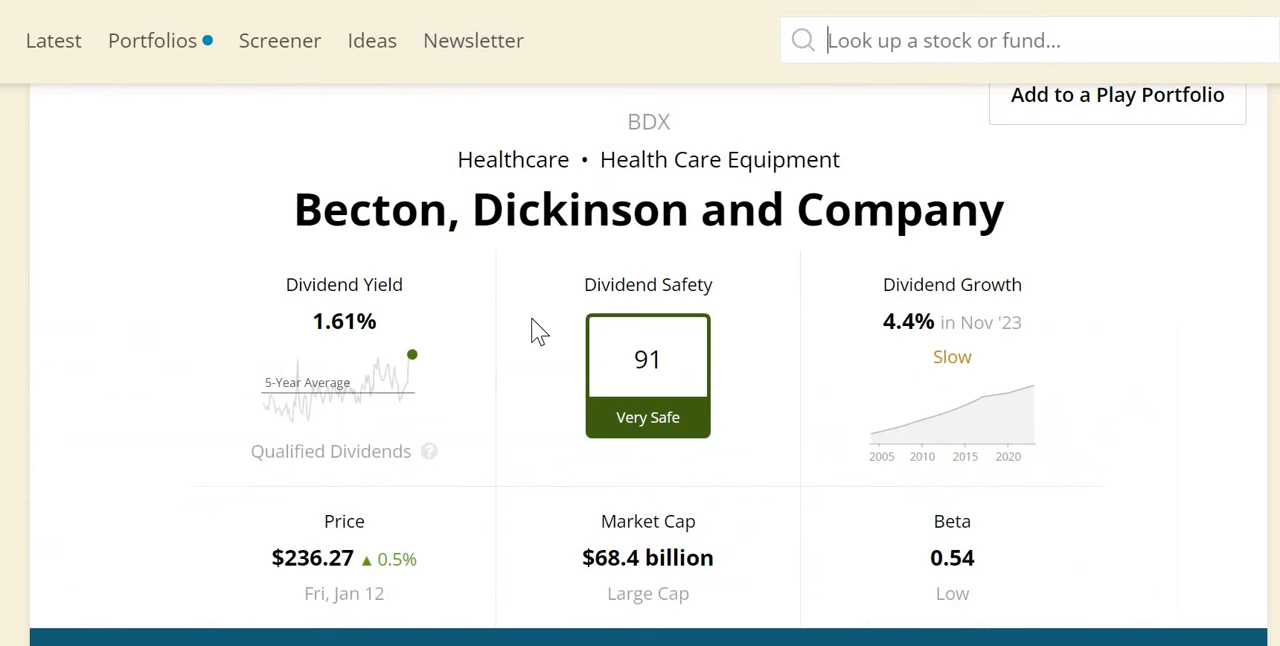 Latest Portfolios Screener Ideas Newsletter
Look up a stock or fund...
Add to a Play Portfolio
BDX
Healthcare • Health Care Equipment
Becton, Dickinson and Company
Dividend Yield
1.61%
5-Year Average
Qualified Dividends ?
Dividend Safety
91
Very Safe
Dividend Growth
4.4% in Nov '23
Slow
2005 2010 2015 2020
Price
$236.27 ▲ 0.5%
Fri, Jan 12
Market Cap
$68.4 billion
Large Cap
Beta
0.54
Low